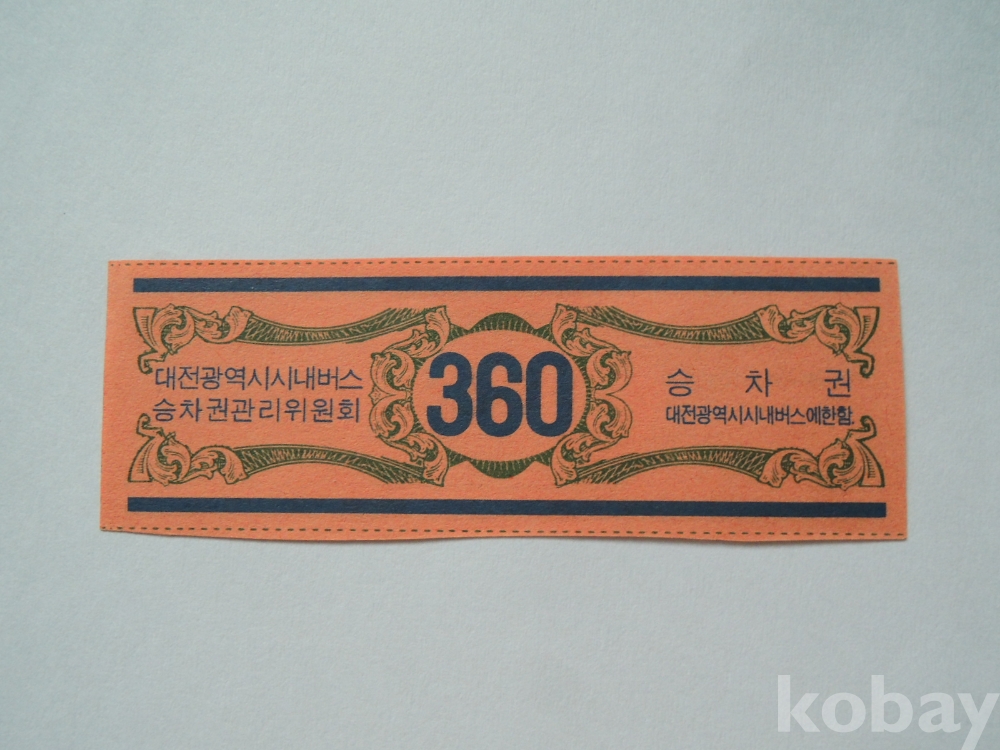 대전광역시시내버스
승차권관리위원회
360
승 차 권
대전광역시시내버스에한함.
kobay